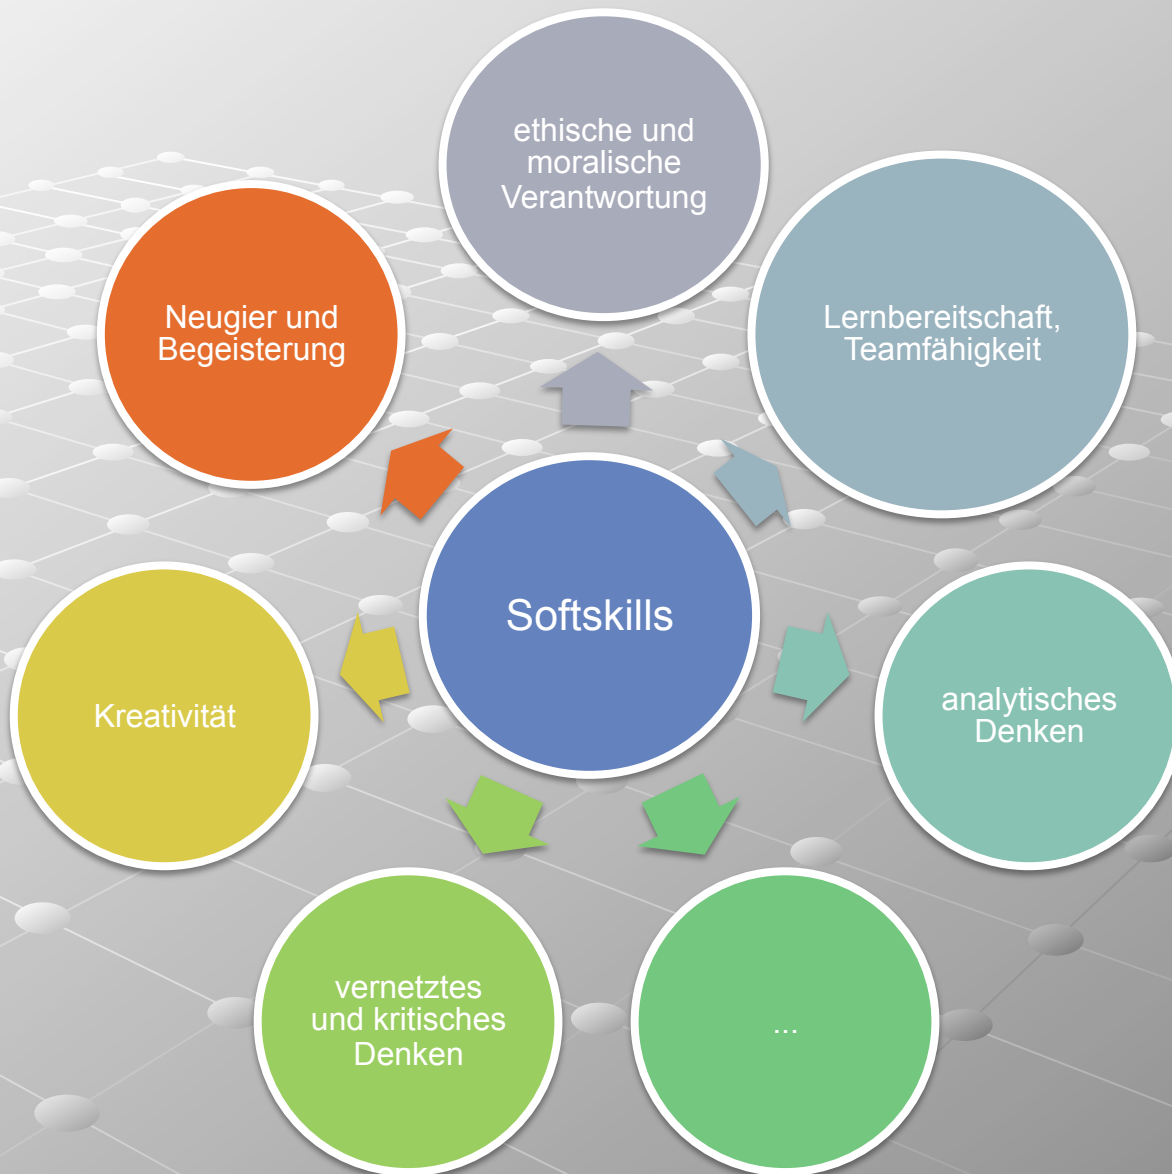 ethische und
moralische
Verantwortung
Lernbereitschaft,
Teamfähigkeit
Neugier und
Begeisterung
Softskills
analytisches
Denken
Kreativität
vernetztes
und kritisches
Denken
...